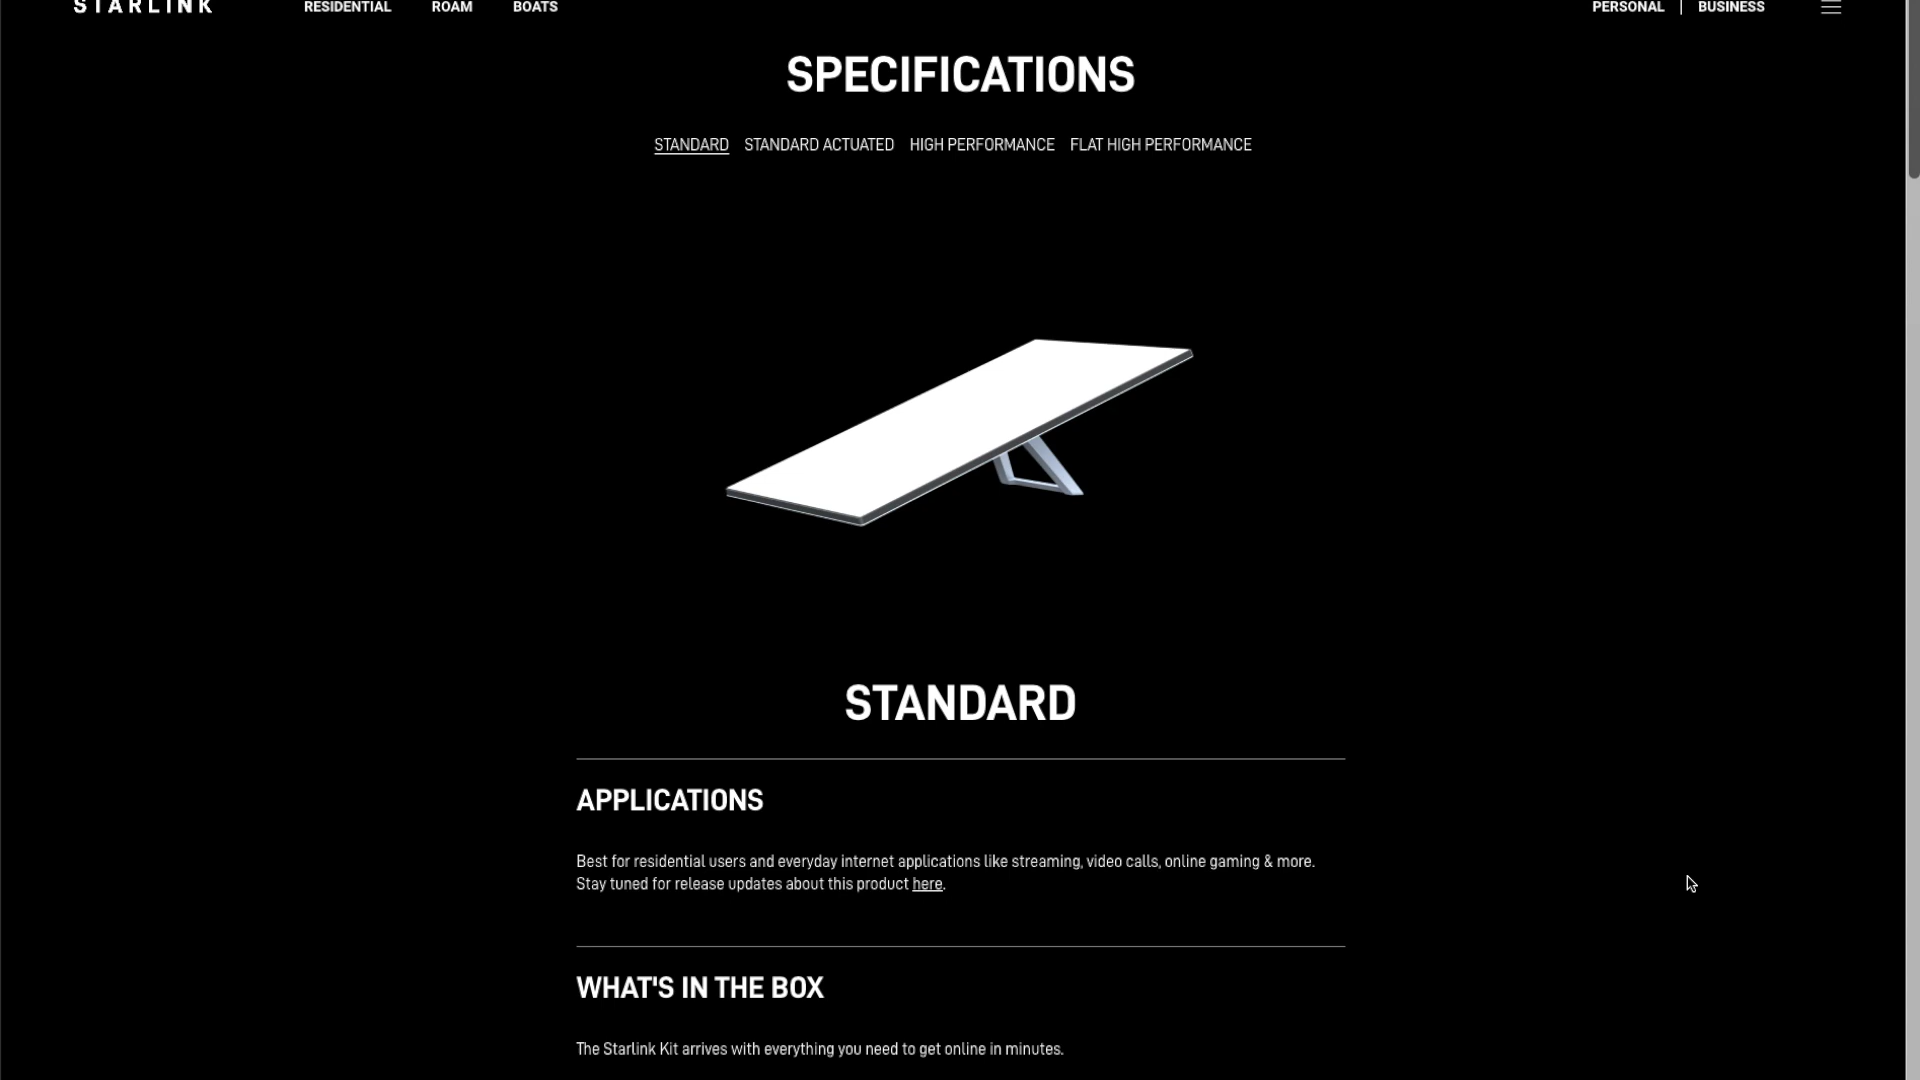 STARLINK RESIDENTIAL ROAM BOATS PERSONAL | BUSINESS
SPECIFICATIONS
STANDARD STANDARD ACTUATED HIGH PERFORMANCE FLAT HIGH PERFORMANCE
STANDARD
APPLICATIONS
Best for residential users and everyday internet applications like streaming, video calls, online gaming & more.
Stay tuned for release updates about this product here.
WHAT'S IN THE BOX
The Starlink Kit arrives with everything you need to get online in minutes.